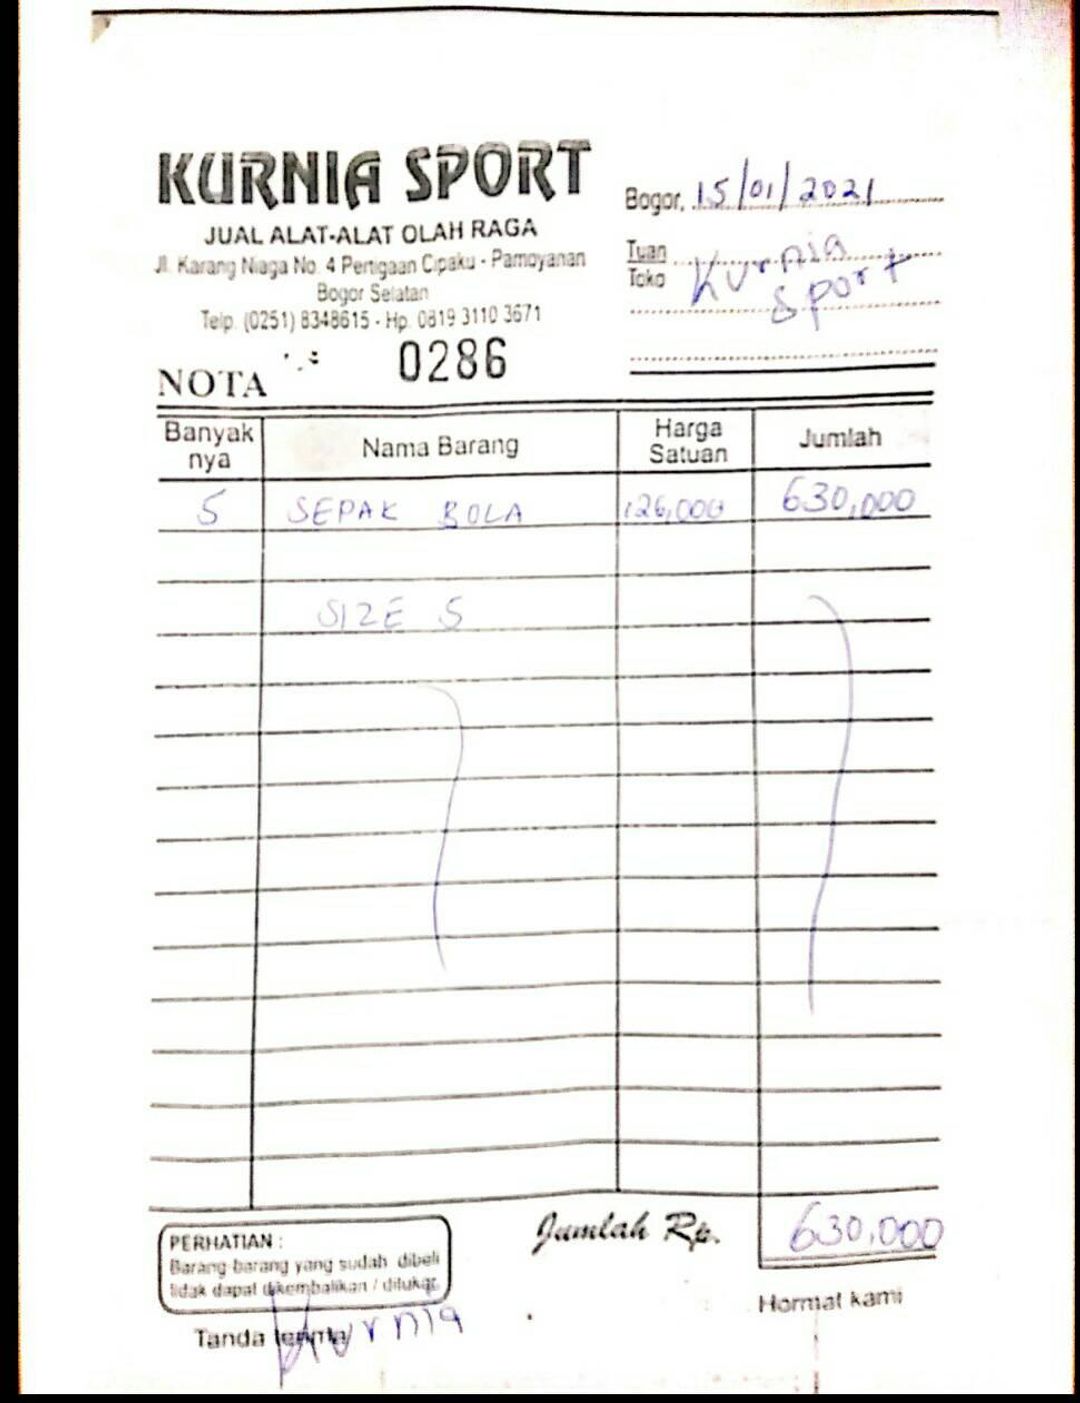 KURNIA SPORT
JUAL ALAT-ALAT OLAH RAGA
Jl. Karang Niaga No. 4 Pertigaan Cipaku - Pamoyanan
Bogor Selatan
Telp. (0251) 8348615 - Hp. 0819 3110 3671
Bogor, 15/01/2021
Tuan
Toko
Kurnia
Sport
NOTA 0286
Banyak nya Nama Barang Harga Satuan Jumlah
5 SEPAK BOLA 126,000 630,000
SIZE 5
Jumlah Rp. 630,000
PERHATIAN :
Barang-barang yang sudah dibeli
tidak dapat dikembalikan / ditukar
Tanda terima
Kurnia
Hormat kami